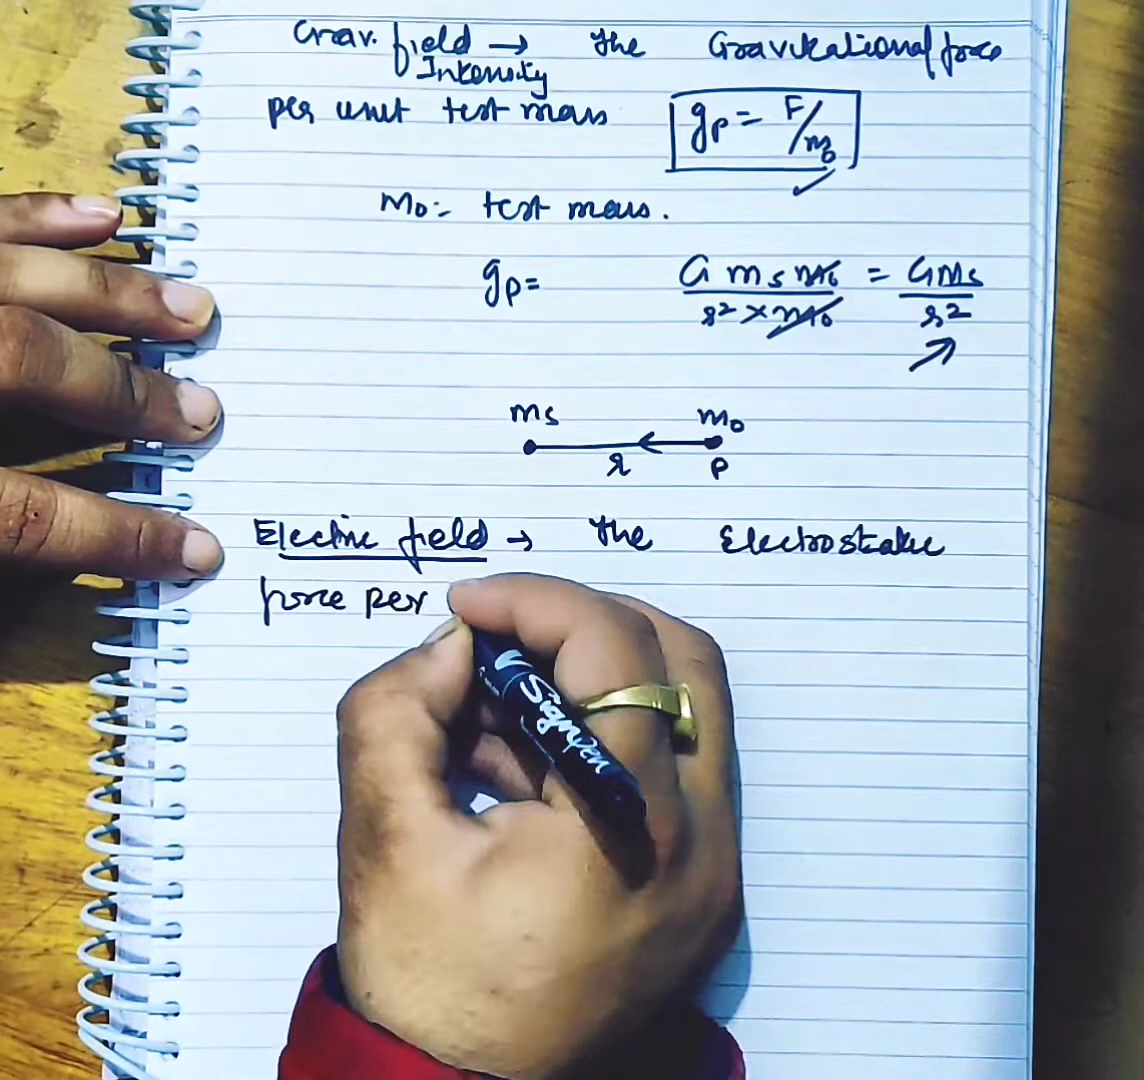 Grav. field → the Gravitational force
Intensity
per unit test mass gp = F/m0
m0:- test mass.
gp = G ms m0 / r² × m0 = G Ms / r²
ms m0
r P
Electric field → the Electrostatic
force per
V Signpen